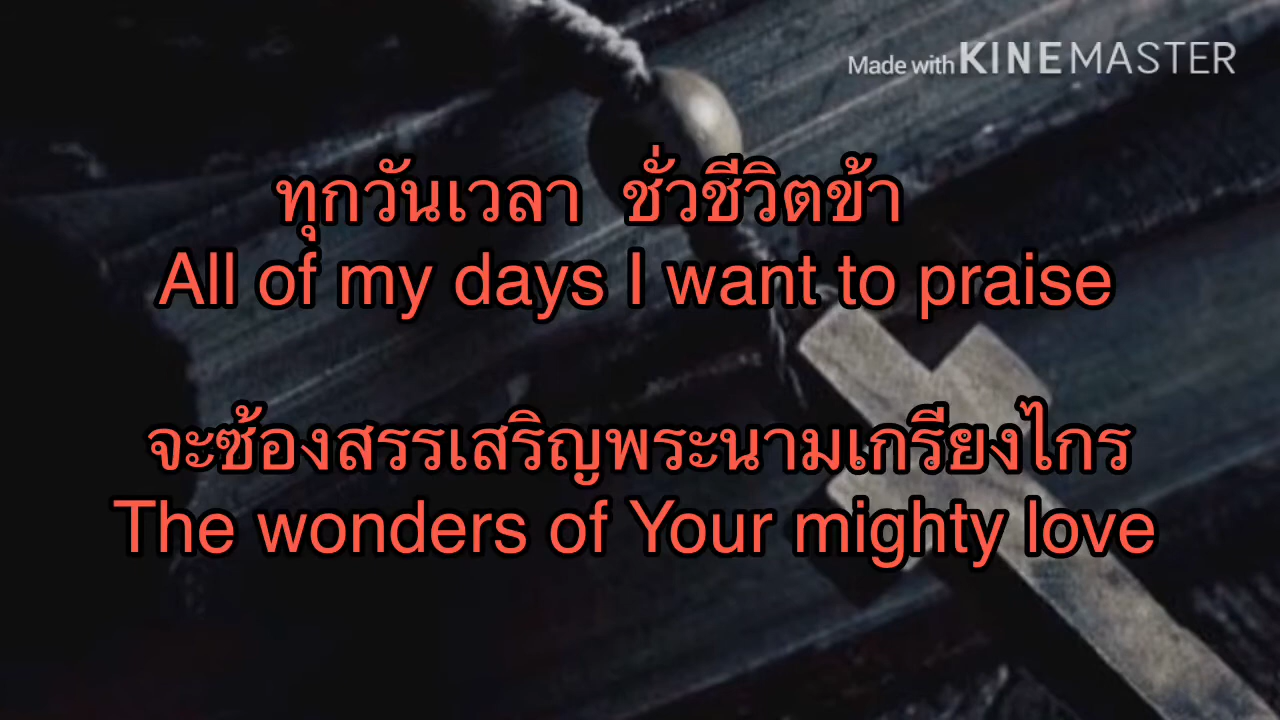 Made with KINEMASTER
ทุกวันเวลา ชั่วชีวิตข้า
All of my days I want to praise
จะซ้องสรรเสริญพระนามเกรียงไกร
The wonders of Your mighty love